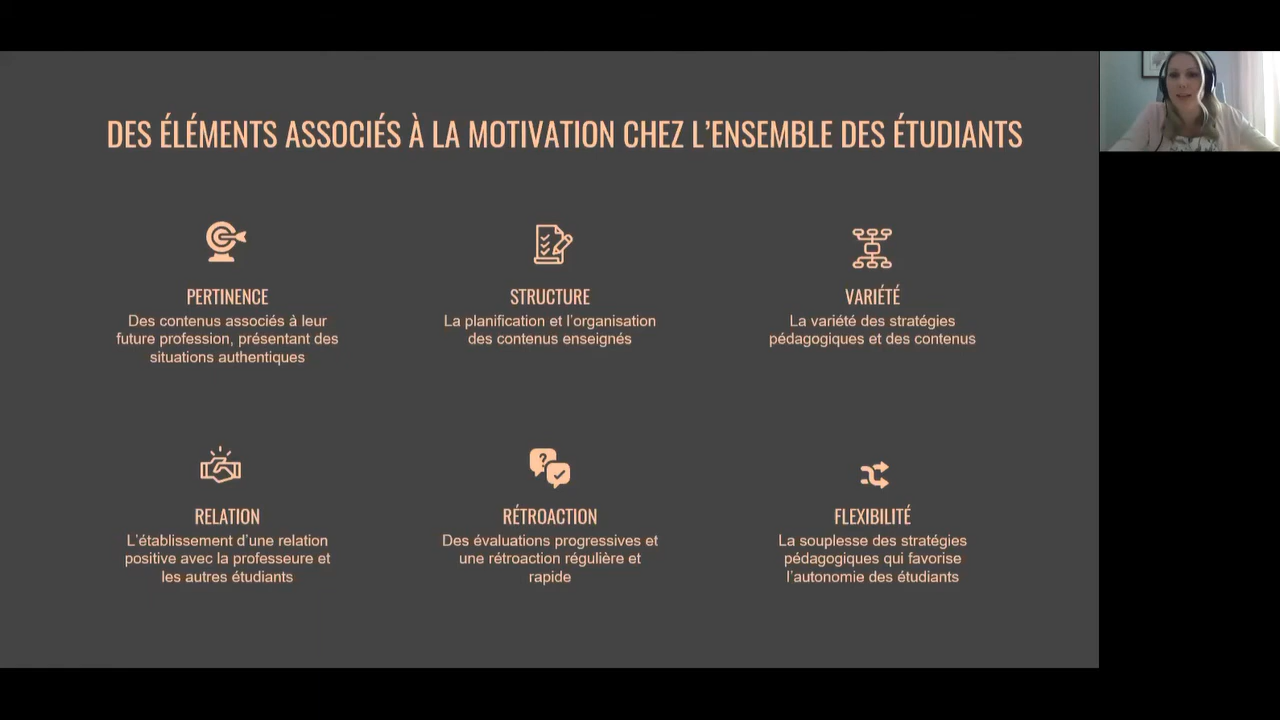 DES ÉLÉMENTS ASSOCIÉS À LA MOTIVATION CHEZ L'ENSEMBLE DES ÉTUDIANTS
PERTINENCE
Des contenus associés à leur
future profession, présentant des
situations authentiques
STRUCTURE
La planification et l'organisation
des contenus enseignés
VARIÉTÉ
La variété des stratégies
pédagogiques et des contenus
RELATION
L'établissement d'une relation
positive avec la professeure et
les autres étudiants
RÉTROACTION
Des évaluations progressives et
une rétroaction régulière et
rapide
FLEXIBILITÉ
La souplesse des stratégies
pédagogiques qui favorise
l'autonomie des étudiants